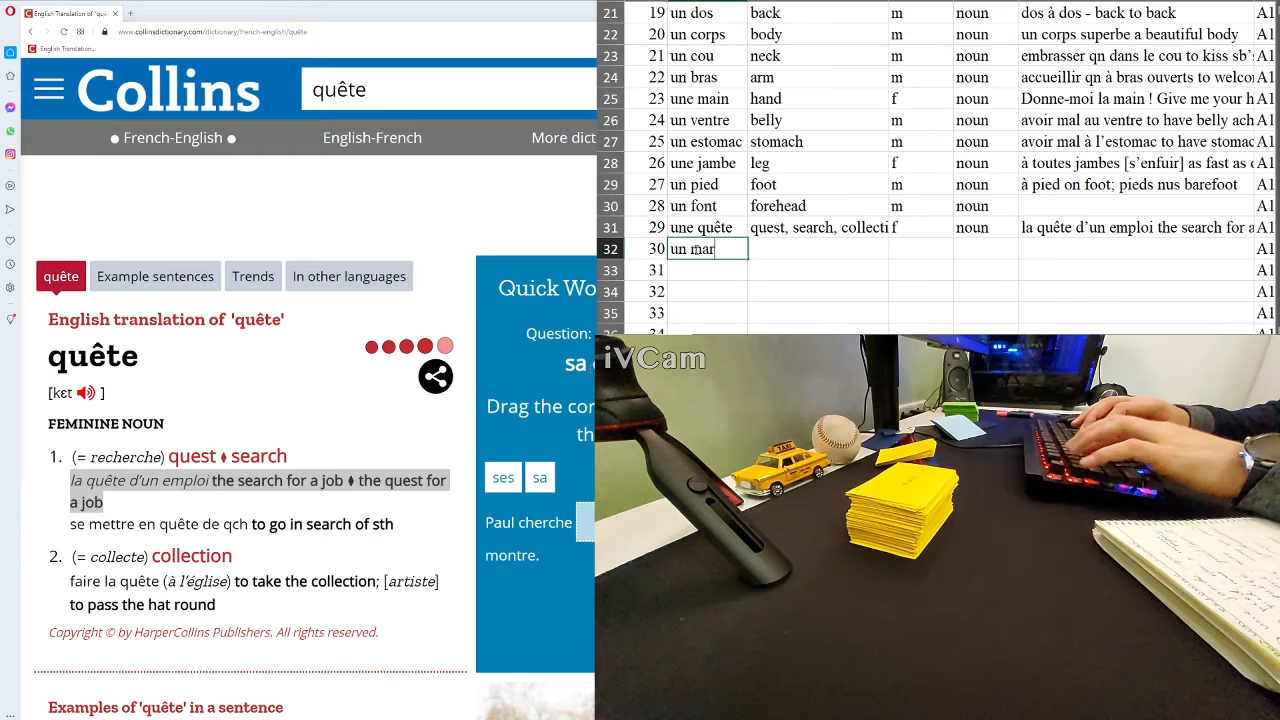 English Translation of 'quê
www.collinsdictionary.com/dictionary/french-english/quête
English Translation...
Collins
quête
● French-English ●
English-French
More dict
quête
Example sentences
Trends
In other languages
English translation of 'quête'
quête
[kɛt ]
FEMININE NOUN
1. (= recherche) quest ♦ search
la quête d'un emploi the search for a job ♦ the quest for
a job
se mettre en quête de qch to go in search of sth
2. (= collecte) collection
faire la quête (à l'église) to take the collection; [artiste]
to pass the hat round
Copyright © by HarperCollins Publishers. All rights reserved.
Examples of 'quête' in a sentence
Quick Wo
Question:
sa
Drag the cor
th
ses
sa
Paul cherche
montre.
21 19 un dos back m noun dos à dos - back to back A1
22 20 un corps body m noun un corps superbe a beautiful body A1
23 21 un cou neck m noun embrasser qn dans le cou to kiss sb's A1
24 22 un bras arm m noun accueillir qn à bras ouverts to welcor A1
25 23 une main hand f noun Donne-moi la main ! Give me your h A1
26 24 un ventre belly m noun avoir mal au ventre to have belly ach A1
27 25 un estomac stomach m noun avoir mal à l'estomac to have stomac A1
28 26 une jambe leg f noun à toutes jambes [s'enfuir] as fast as c A1
29 27 un pied foot m noun à pied on foot; pieds nus barefoot A1
30 28 un font forehead m noun A1
31 29 une quête quest, search, collecti f noun la quête d'un emploi the search for a A1
32 30 un mar A1
33 31 A1
34 32 A1
35 33 A1
34 A1
iVCam
TAXI